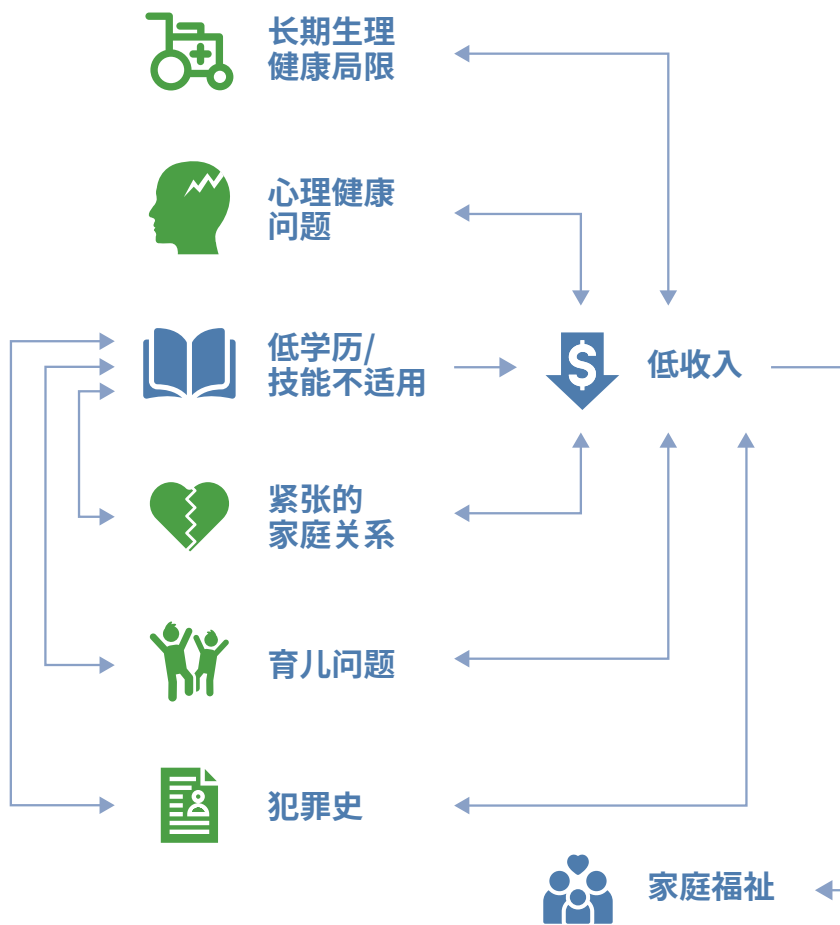 长期生理
健康局限
心理健康
问题
低学历/
技能不适用
$
低收入
紧张的
家庭关系
育儿问题
犯罪史
家庭福祉